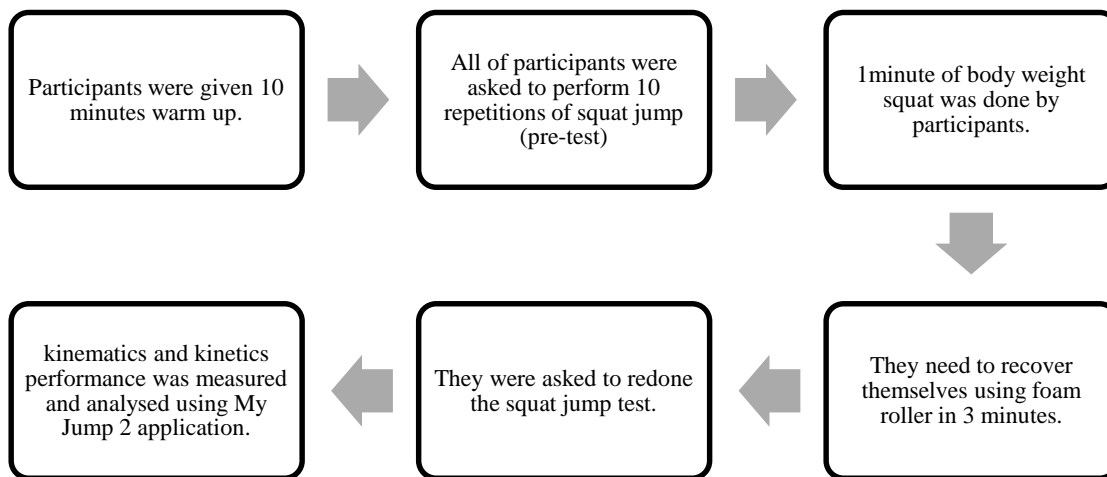 Participants were given 10
minutes warm up.
All of participants were
asked to perform 10
repetitions of squat jump
(pre-test)
1minute of body weight
squat was done by
participants.
They need to recover
themselves using foam
roller in 3 minutes.
They were asked to redone
the squat jump test.
kinematics and kinetics
performance was measured
and analysed using My
Jump 2 application.